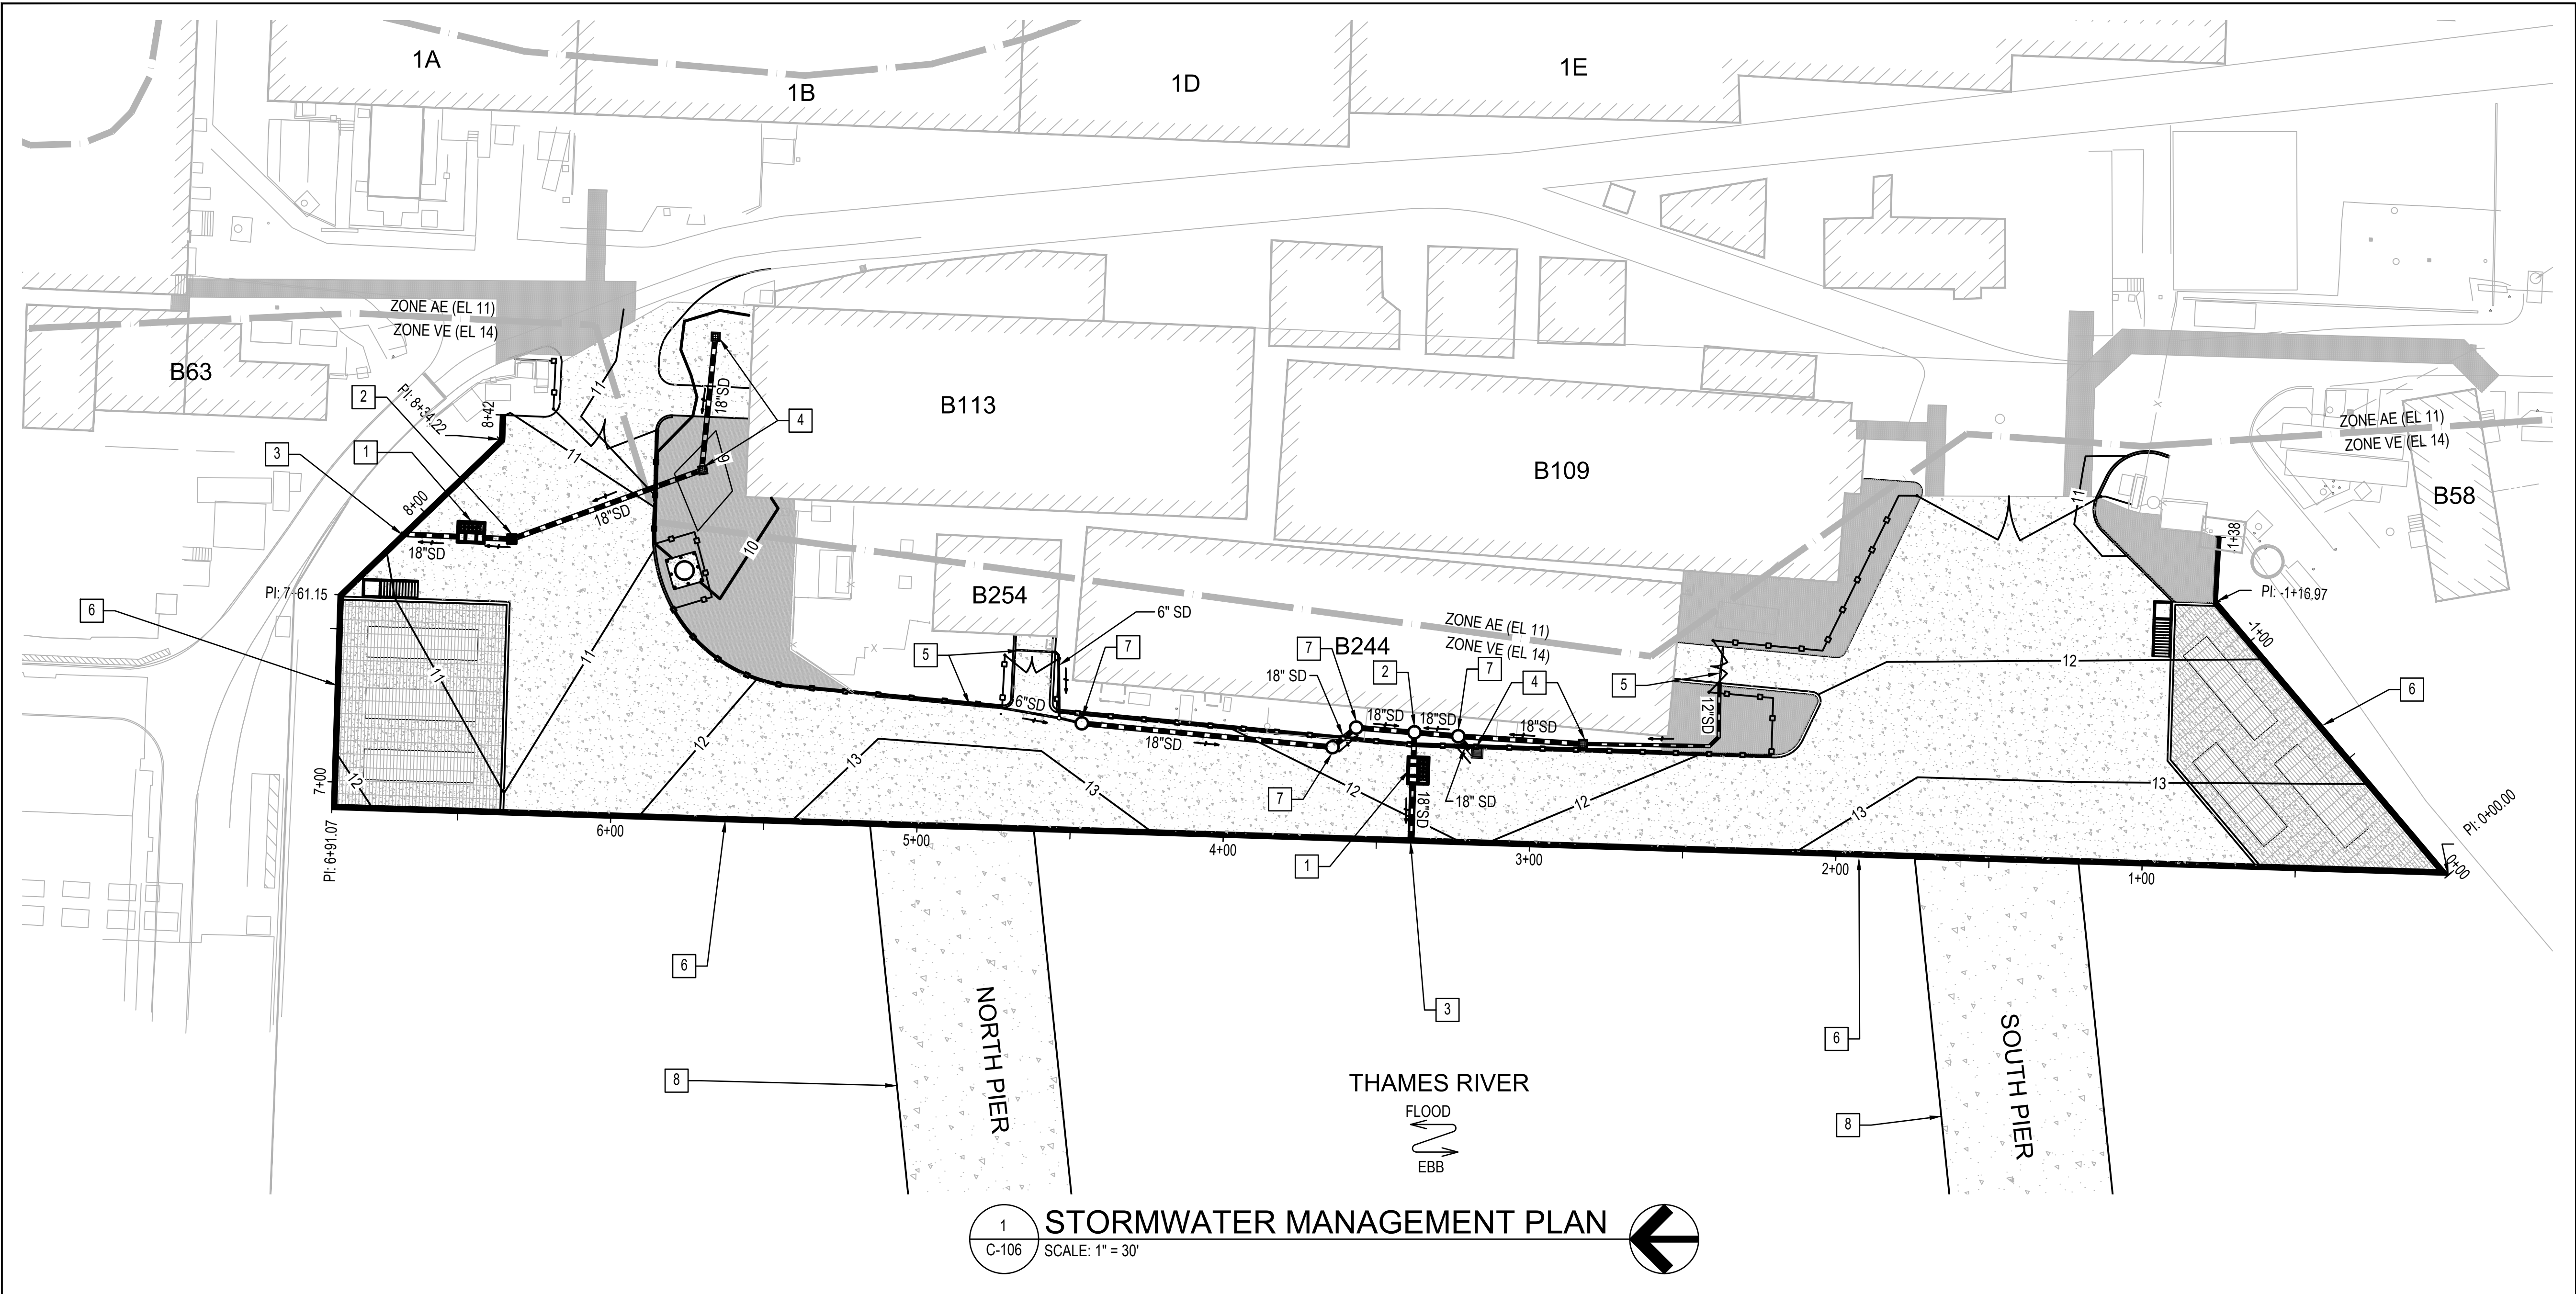 1A
1B
1D
1E
ZONE AE (EL 11)
ZONE VE (EL 14)
B63
2
PI: 8+34.22
8+42
11
11
18"SD
4
9
B113
B109
ZONE AE (EL 11)
ZONE VE (EL 14)
B58
11
1
3
8+00
18"SD
18"SD
10
-1+38
PI: 7+61.15
6
B254
6" SD
ZONE AE (EL 11)
ZONE VE (EL 14)
PI: -1+16.97
-1+00
5
7
7
B244
2
7
4
5
12
6
11
11
18" SD
6"SD
18"SD
18"SD
18"SD
12"SD
12
18"SD
13
13
7
12
18"SD
18" SD
12
13
13
7+00
12
PI: 6+91.07
6+00
5+00
4+00
1
3+00
2+00
1+00
0+00
PI: 0+00.00
6
3
6
NORTH PIER
SOUTH PIER
8
8
THAMES RIVER
FLOOD
EBB
1
C-106
STORMWATER MANAGEMENT PLAN
SCALE: 1" = 30'